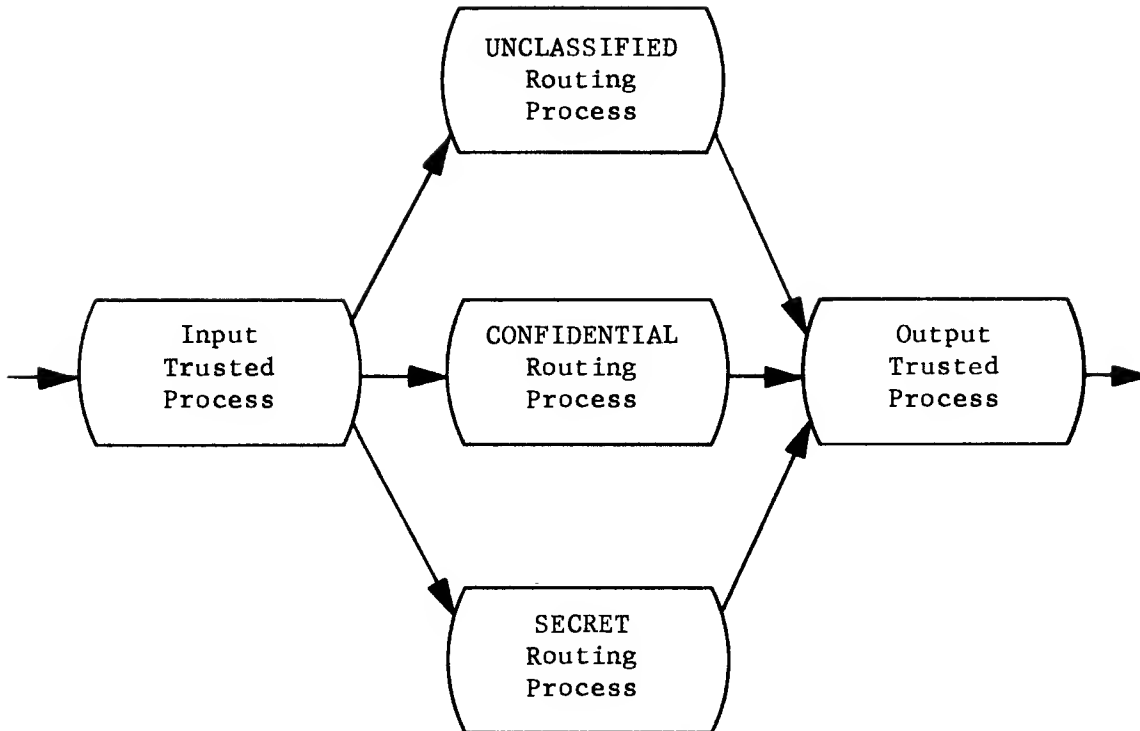 UNCLASSIFIED
Routing
Process
Input
Trusted
Process
CONFIDENTIAL
Routing
Process
Output
Trusted
Process
SECRET
Routing
Process